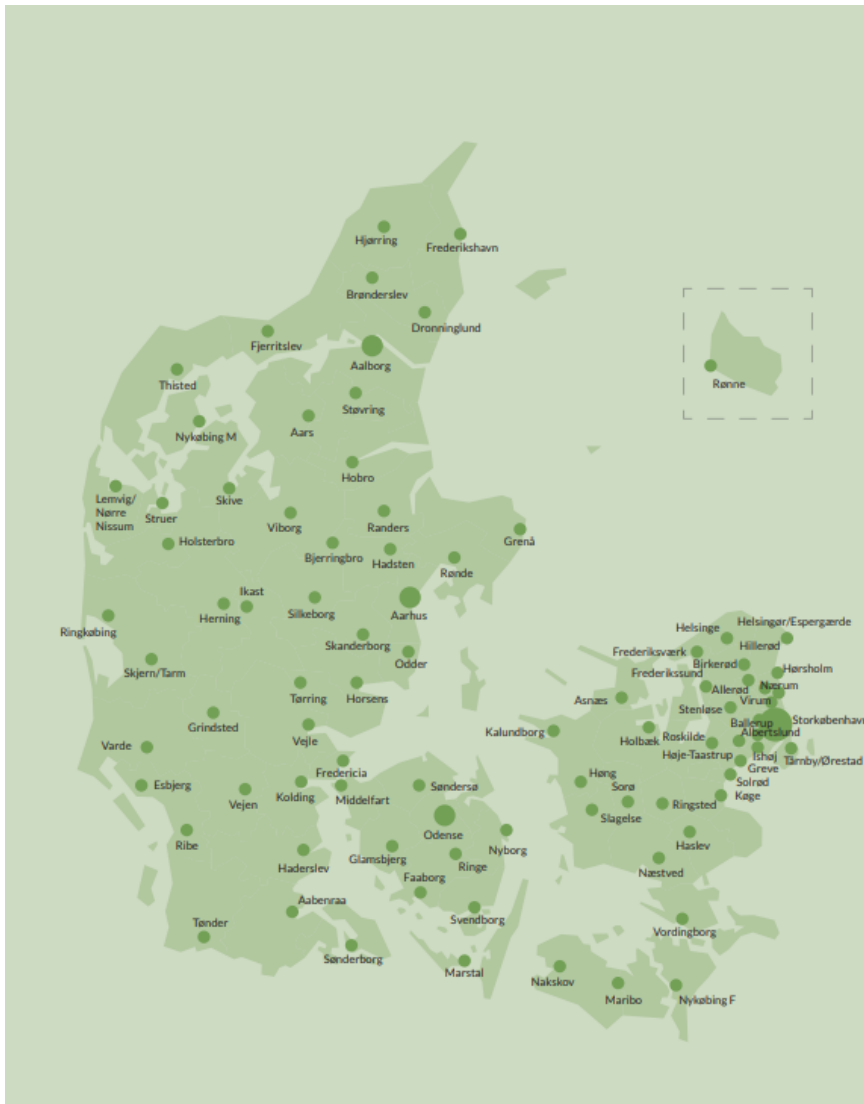 Hjørring
Frederikshavn
Brønderslev
Dronninglund
Fjerritslev
Aalborg
Thisted
Rønne
Støvring
Aars
Nykøbing M
Hobro
Lemvig/
Nørre
Nissum
Struer
Skive
Viborg
Randers
Grenå
Holsterbro
Bjerringbro
Hadsten
Rønde
Ikast
Herning
Silkeborg
Aarhus
Ringkøbing
Skanderborg
Odder
Skjern/Tarm
Tørring
Horsens
Grindsted
Vejle
Varde
Fredericia
Esbjerg
Vejen
Kolding
Middelfart
Søndersø
Odense
Ribe
Haderslev
Glamsbjerg
Ringe
Nyborg
Faaborg
Aabenraa
Svendborg
Tønder
Sønderborg
Marstal
Helsingør/Espergærde
Helsinge
Hillerød
Frederiksværk
Birkerød
Hørsholm
Frederikssund
Allerød
Nærum
Asnæs
Virum
Stenløse
Ballerup
Storkøbenhavn
Kalundborg
Holbæk
Roskilde
Albertslund
Høje-Taastrup
Ishøj
Tårnby/Ørestad
Greve
Solrød
Høng
Sorø
Køge
Slagelse
Ringsted
Haslev
Næstved
Vordingborg
Nakskov
Maribo
Nykøbing F